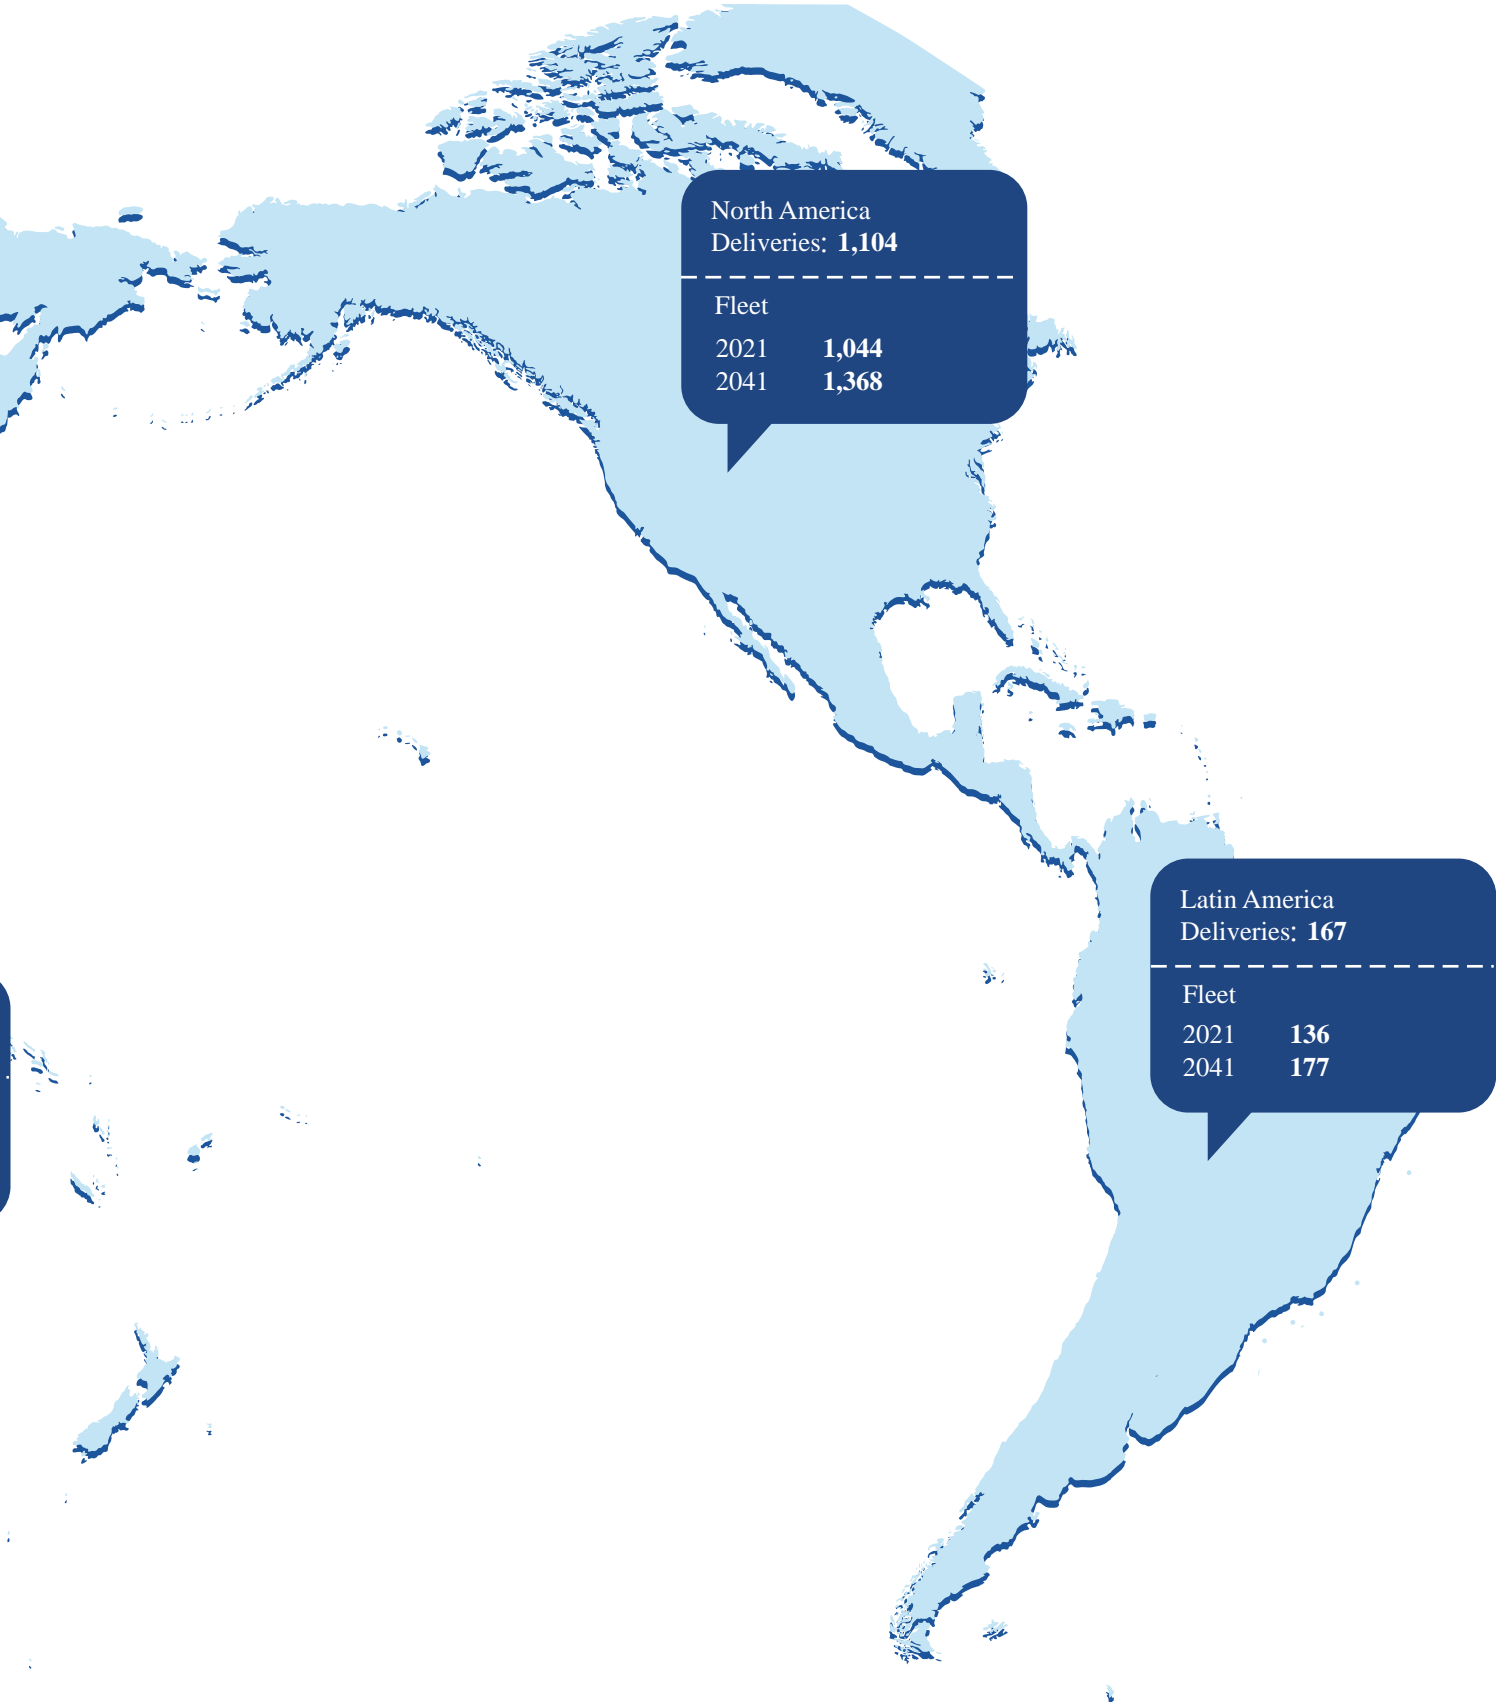 North America
Deliveries: 1,104
Fleet
2021 1,044
2041 1,368
Latin America
Deliveries: 167
Fleet
2021 136
2041 177